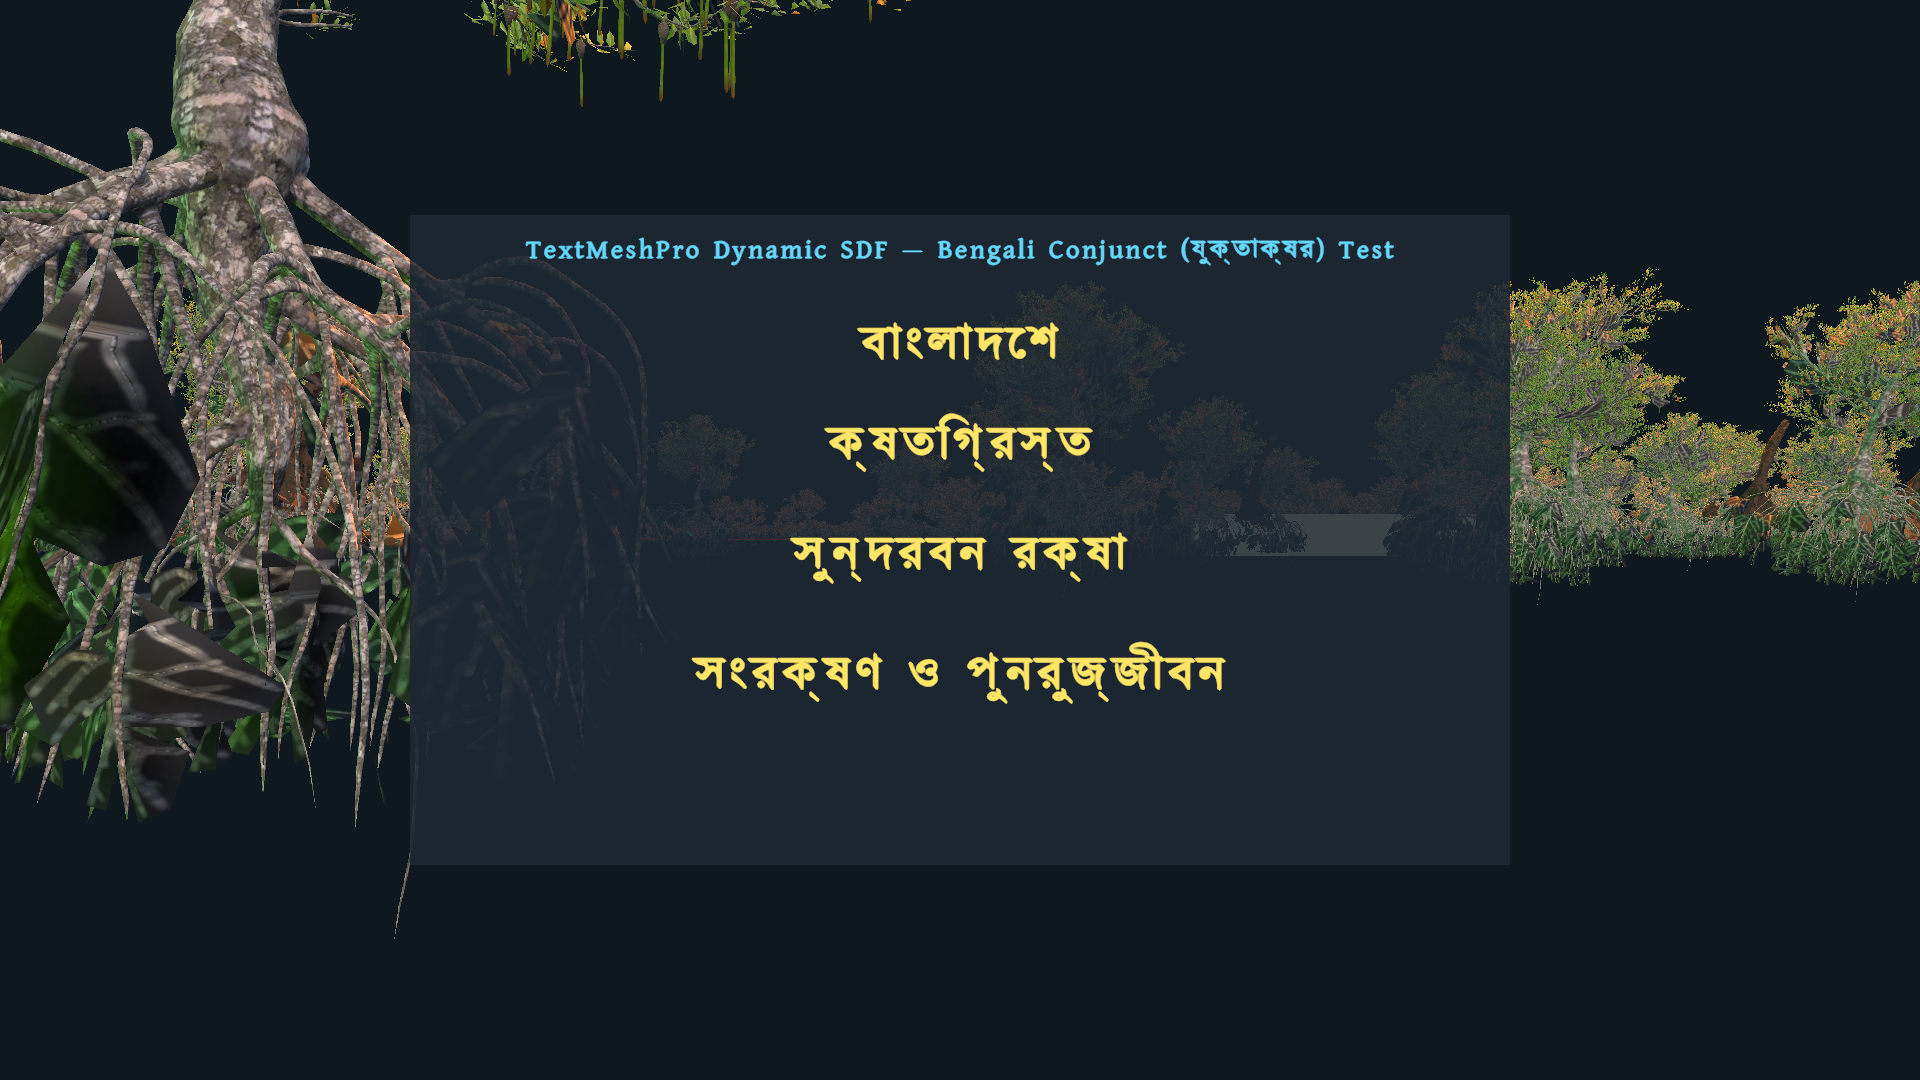 TextMeshPro Dynamic SDF — Bengali Conjunct (যুক্তাক্ষর) Test
বাংলাদেশ
ক্ষতিগ্রস্ত
সুন্দরবন রক্ষা
সংরক্ষণ ও পুনরুজ্জীবন